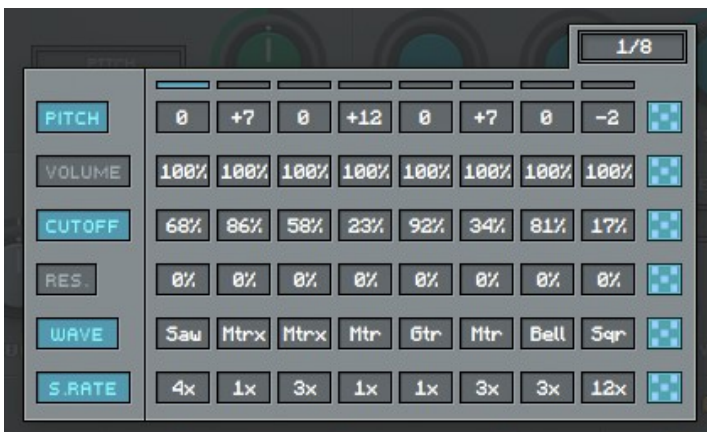 1/8
PITCH 0 +7 0 +12 0 +7 0 -2
VOLUME 100% 100% 100% 100% 100% 100% 100% 100%
CUTOFF 68% 86% 58% 23% 92% 34% 81% 17%
RES. 0% 0% 0% 0% 0% 0% 0% 0%
WAVE Saw Mtrx Mtrx Mtr Gtr Mtr Bell Sqr
S.RATE 4x 1x 3x 1x 1x 3x 3x 12x